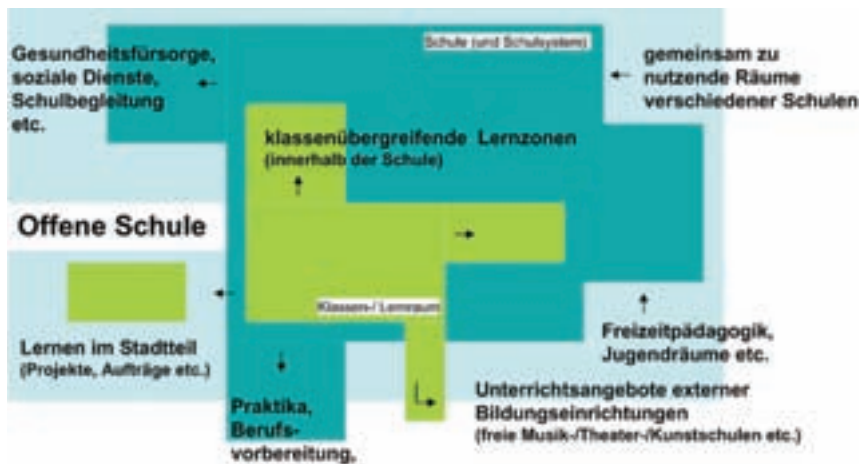 Gesundheitsfürsorge,
soziale Dienste,
Schulbegleitung
etc.
Schule (und Schulsystem)
gemeinsam zu
nutzende Räume
verschiedener Schulen
klassenübergreifende Lernzonen
(innerhalb der Schule)
Offene Schule
Klassen-/ Lernraum
Lernen im Stadtteil
(Projekte, Aufträge etc.)
Freizeitpädagogik,
Jugendräume etc.
Praktika,
Berufs-
vorbereitung,
Unterrichtsangebote externer
Bildungseinrichtungen
(freie Musik-/Theater-/Kunstschulen etc.)